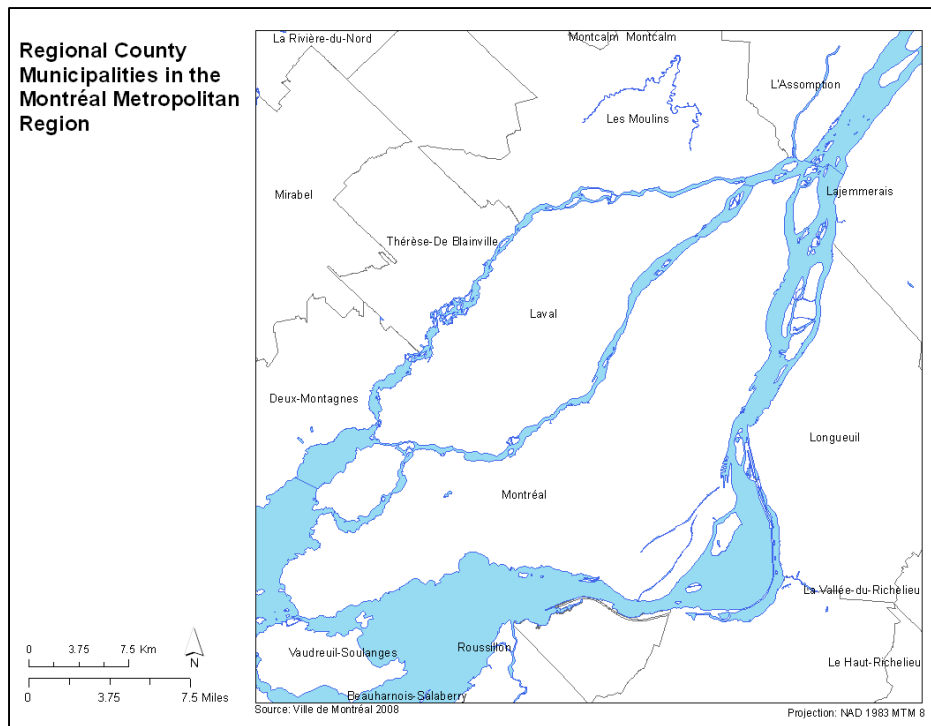 Regional County
Municipalities in the
Montréal Metropolitan
Region
La Rivière-du-Nord
Montcalm Montcalm
L'Assomption
Les Moulins
Mirabel
Lajemmerais
Thérèse-De Blainville
Laval
Deux-Montagnes
Longueuil
Montréal
La Vallée-du-Richelieu
Roussillon
Vaudreuil-Soulanges
Le Haut-Richelieu
Beauharnois-Salaberry
0 3.75 7.5 Km
N
0 3.75 7.5 Miles
Source: Ville de Montréal 2008
Projection: NAD 1983 MTM 8